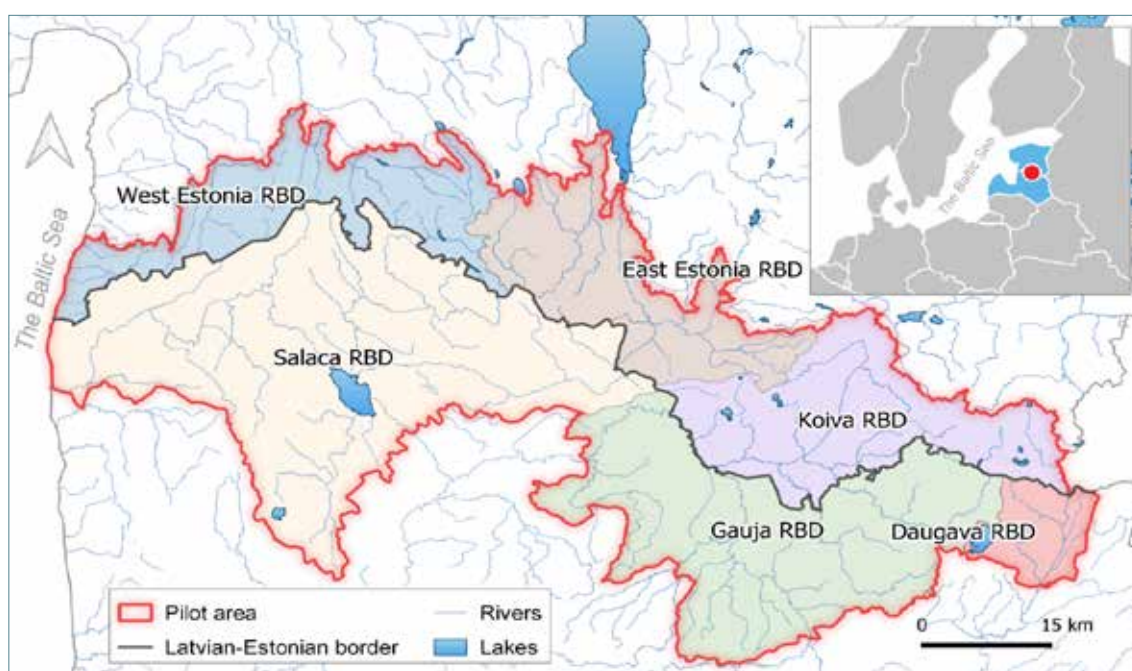 West Estonia RBD
The Baltic Sea
The Baltic Sea
East Estonia RBD
Salaca RBD
Koiva RBD
Gauja RBD
Daugava RBD
Pilot area
Rivers
Latvian-Estonian border
Lakes
0 15 km